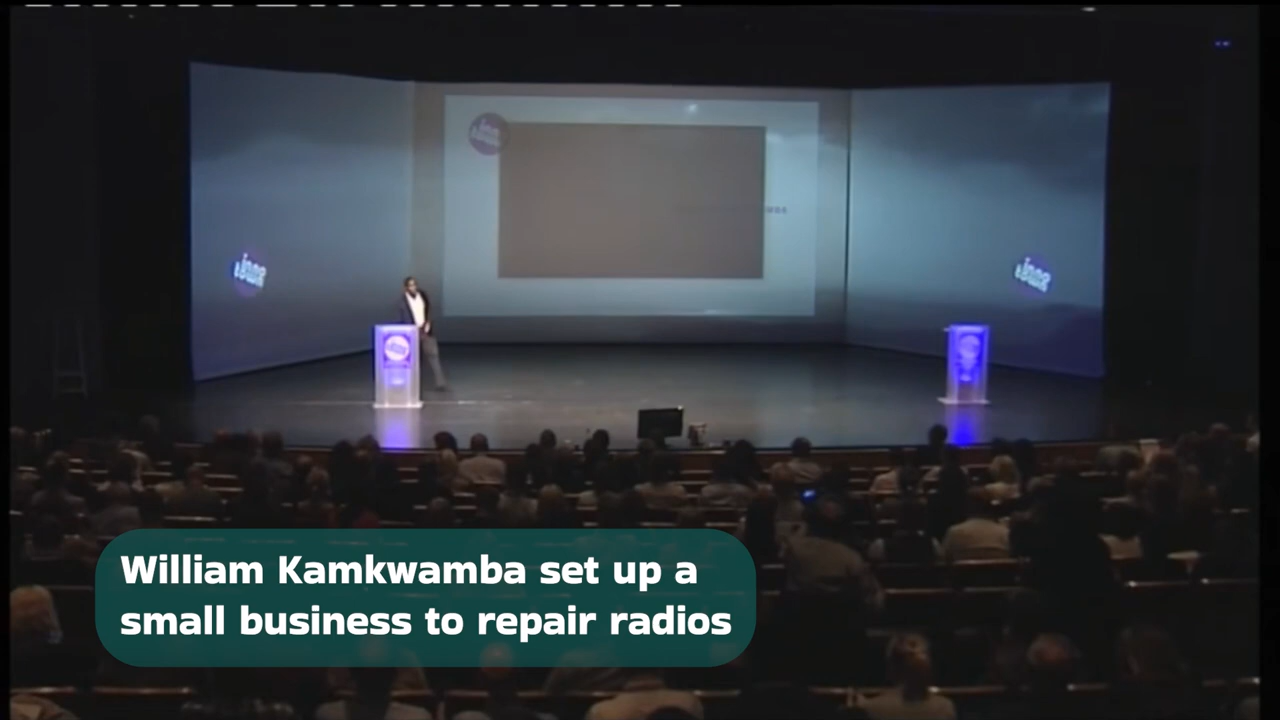 William Kamkwamba set up a
small business to repair radios